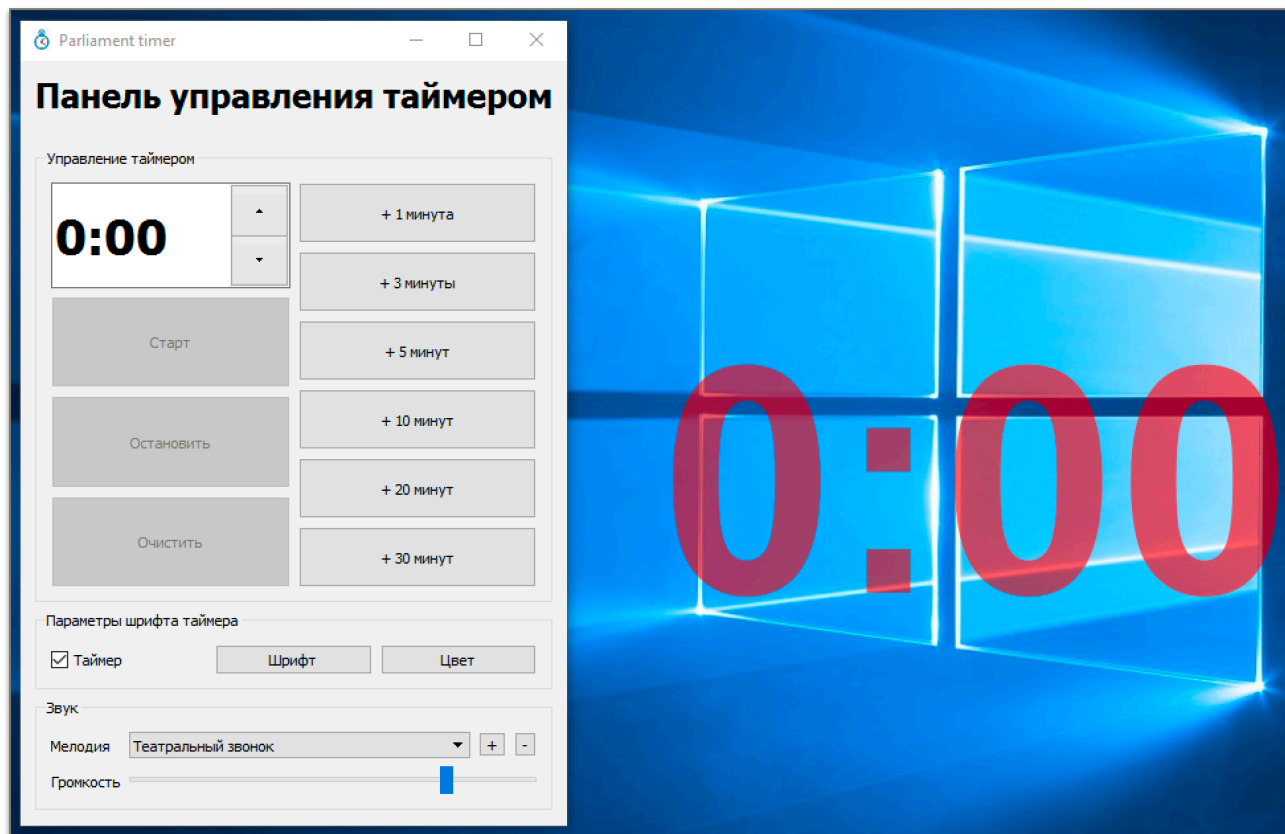 Parliament timer
Панель управления таймером
Управление таймером
0:00
+ 1 минута
+ 3 минуты
Старт
+ 5 минут
+ 10 минут
Остановить
+ 20 минут
Очистить
+ 30 минут
Параметры шрифта таймера
Таймер Шрифт Цвет
Звук
Мелодия Театральный звонок + -
Громкость
0:00